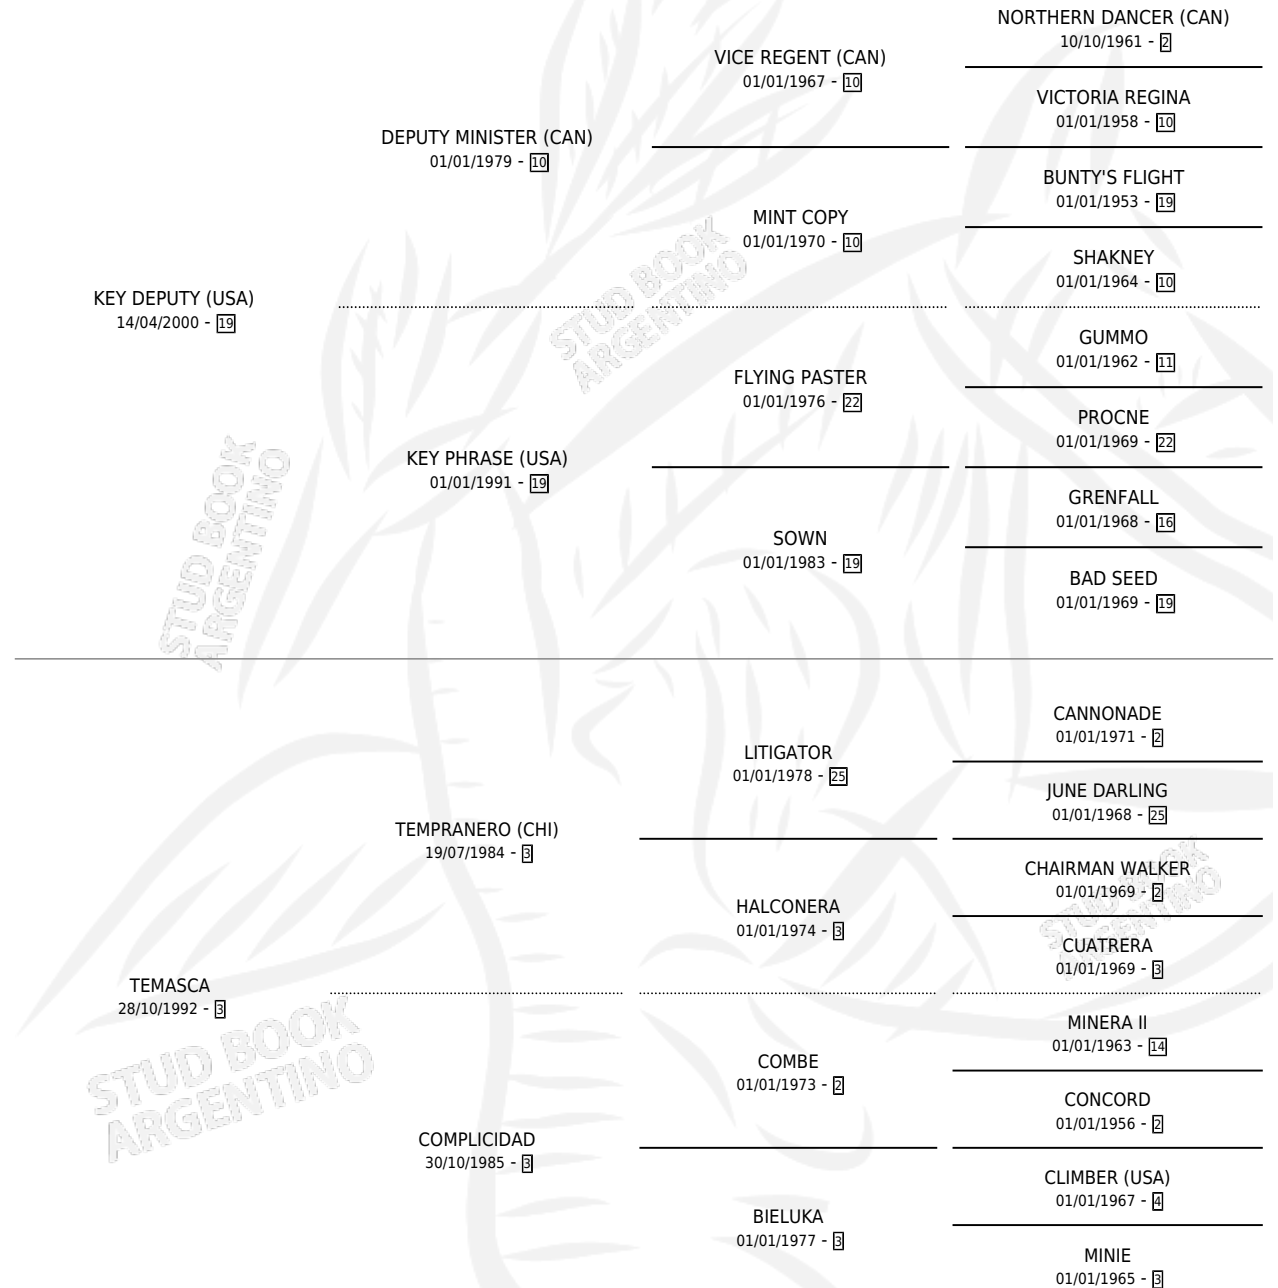 NORTHERN DANCER (CAN)
10/10/1961 - 2
VICE REGENT (CAN)
01/01/1967 - 10
VICTORIA REGINA
01/01/1958 - 10
DEPUTY MINISTER (CAN)
01/01/1979 - 10
BUNTY'S FLIGHT
01/01/1953 - 19
MINT COPY
01/01/1970 - 10
SHAKNEY
01/01/1964 - 10
KEY DEPUTY (USA)
14/04/2000 - 19
GUMMO
01/01/1962 - 11
FLYING PASTER
01/01/1976 - 22
PROCNE
01/01/1969 - 22
KEY PHRASE (USA)
01/01/1991 - 19
GRENFALL
01/01/1968 - 16
SOWN
01/01/1983 - 19
BAD SEED
01/01/1969 - 19
CANNONADE
01/01/1971 - 2
LITIGATOR
01/01/1978 - 25
JUNE DARLING
01/01/1968 - 25
TEMPRANERO (CHI)
19/07/1984 - 3
CHAIRMAN WALKER
01/01/1969 - 2
HALCONERA
01/01/1974 - 3
CUATRERA
01/01/1969 - 3
TEMASCA
28/10/1992 - 3
MINERA II
01/01/1963 - 14
COMBE
01/01/1973 - 2
CONCORD
01/01/1956 - 2
COMPLICIDAD
30/10/1985 - 3
CLIMBER (USA)
01/01/1967 - 4
BIELUKA
01/01/1977 - 3
MINIE
01/01/1965 - 3
STUD BOOK
ARGENTINO
STUD BOOK
ARGENTINO
STUD BOOK
ARGENTINO
STUD BOOK
ARGENTINO